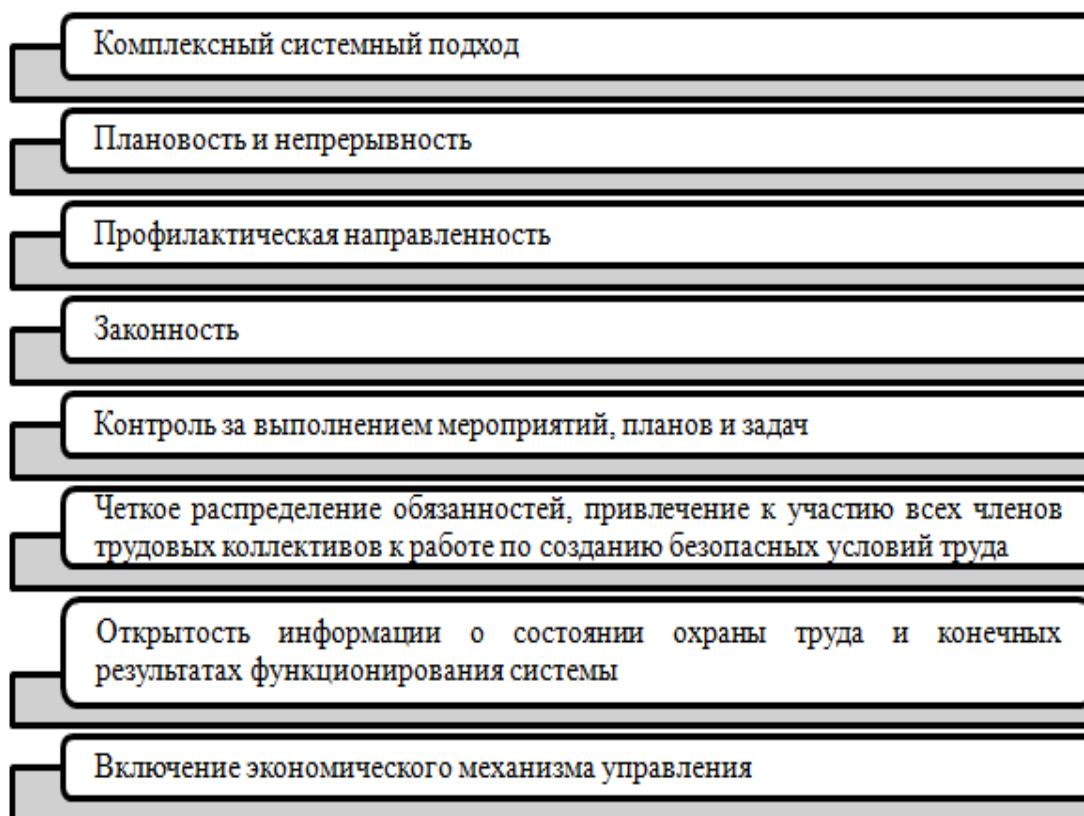 Комплексный системный подход
Плановость и непрерывность
Профилактическая направленность
Законность
Контроль за выполнением мероприятий, планов и задач
Четкое распределение обязанностей, привлечение к участию всех членов
трудовых коллективов к работе по созданию безопасных условий труда
Открытость информации о состоянии охраны труда и конечных
результатах функционирования системы
Включение экономического механизма управления